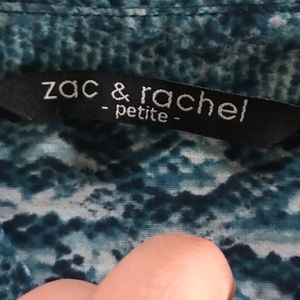 zac & rachel
- petite -